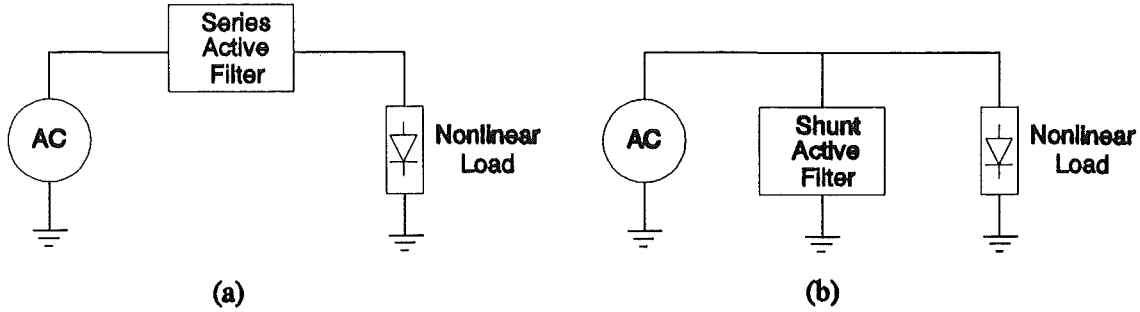 Series
Active
Filter
AC
Nonlinear
Load
(a)
AC
Shunt
Active
Filter
Nonlinear
Load
(b)